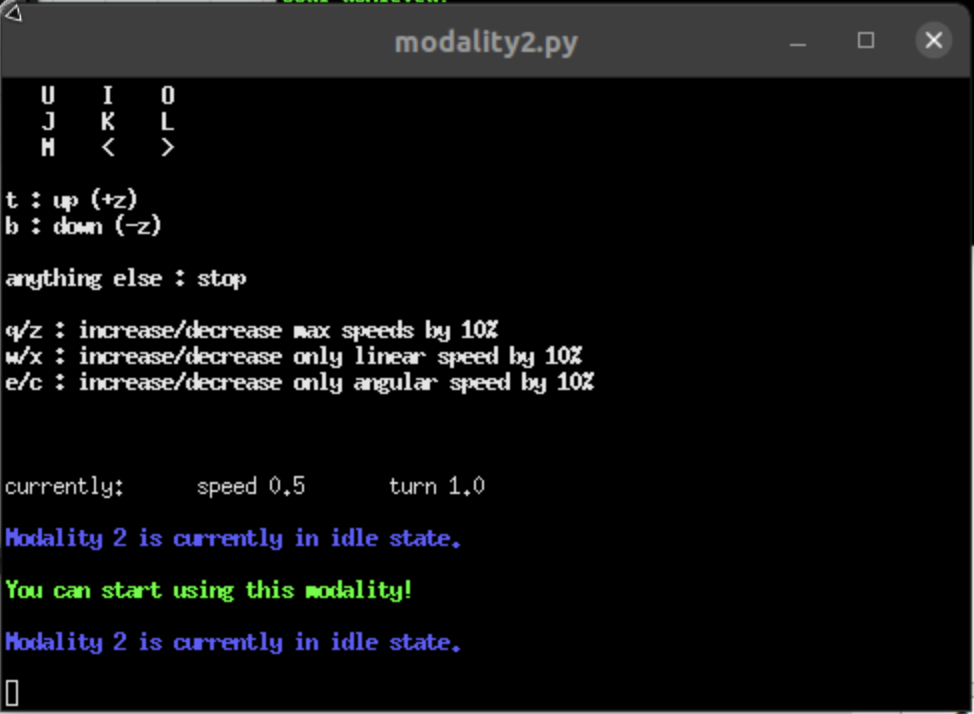 modality2.py
U I O
J K L
M < >
t : up (+z)
b : down (-z)
anything else : stop
q/z : increase/decrease max speeds by 10%
w/x : increase/decrease only linear speed by 10%
e/c : increase/decrease only angular speed by 10%
currently: speed 0.5 turn 1.0
Modality 2 is currently in idle state.
You can start using this modality!
Modality 2 is currently in idle state.